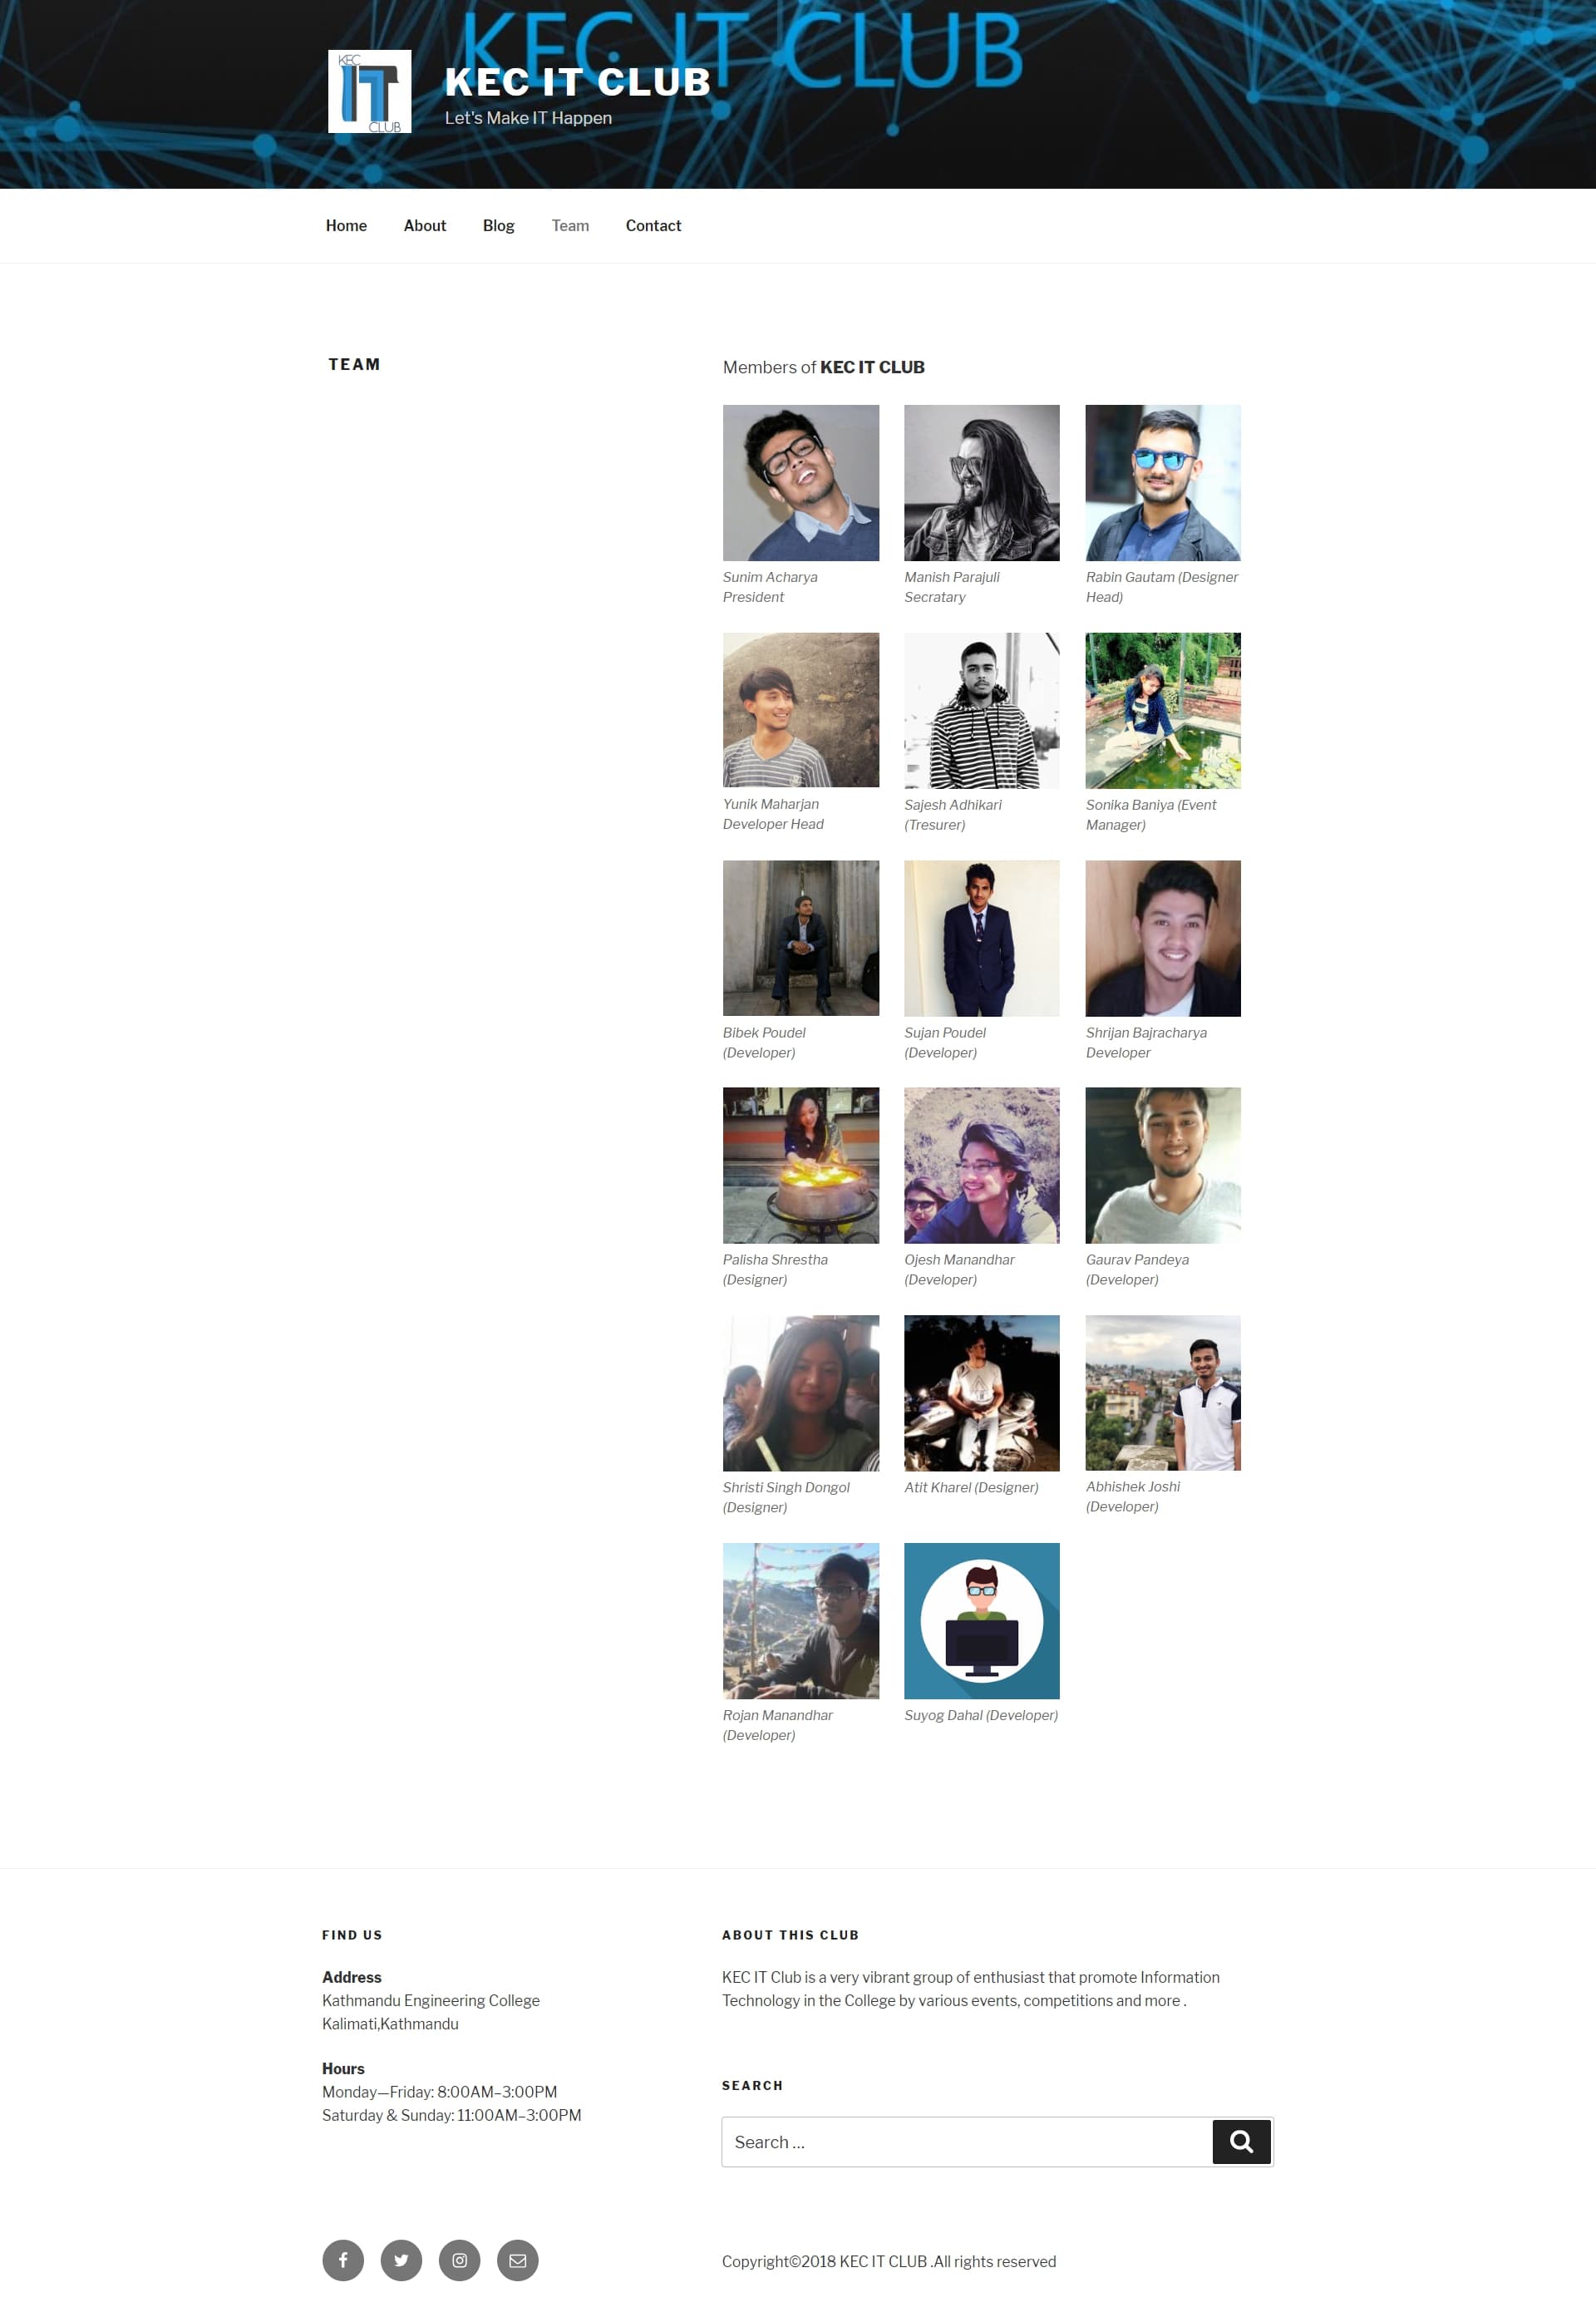 KEC IT CLUB
KEC
IT
CLUB
KEC IT CLUB
Let's Make IT Happen
Home
About
Blog
Team
Contact
TEAM
Members of KEC IT CLUB
Sunim Acharya
President
Manish Parajuli
Secratary
Rabin Gautam (Designer
Head)
Yunik Maharjan
Developer Head
Sajesh Adhikari
(Tresurer)
Sonika Baniya (Event
Manager)
Bibek Poudel
(Developer)
Sujan Poudel
(Developer)
Shrijan Bajracharya
Developer
Palisha Shrestha
(Designer)
Ojesh Manandhar
(Developer)
Gaurav Pandeya
(Developer)
Shristi Singh Dongol
(Designer)
Atit Kharel (Designer)
Abhishek Joshi
(Developer)
Rojan Manandhar
(Developer)
Suyog Dahal (Developer)
FIND US
Address
Kathmandu Engineering College
Kalimati,Kathmandu
Hours
Monday—Friday: 8:00AM–3:00PM
Saturday & Sunday: 11:00AM–3:00PM
ABOUT THIS CLUB
KEC IT Club is a very vibrant group of enthusiast that promote Information
Technology in the College by various events, competitions and more .
SEARCH
Search …
Copyright©2018 KEC IT CLUB .All rights reserved